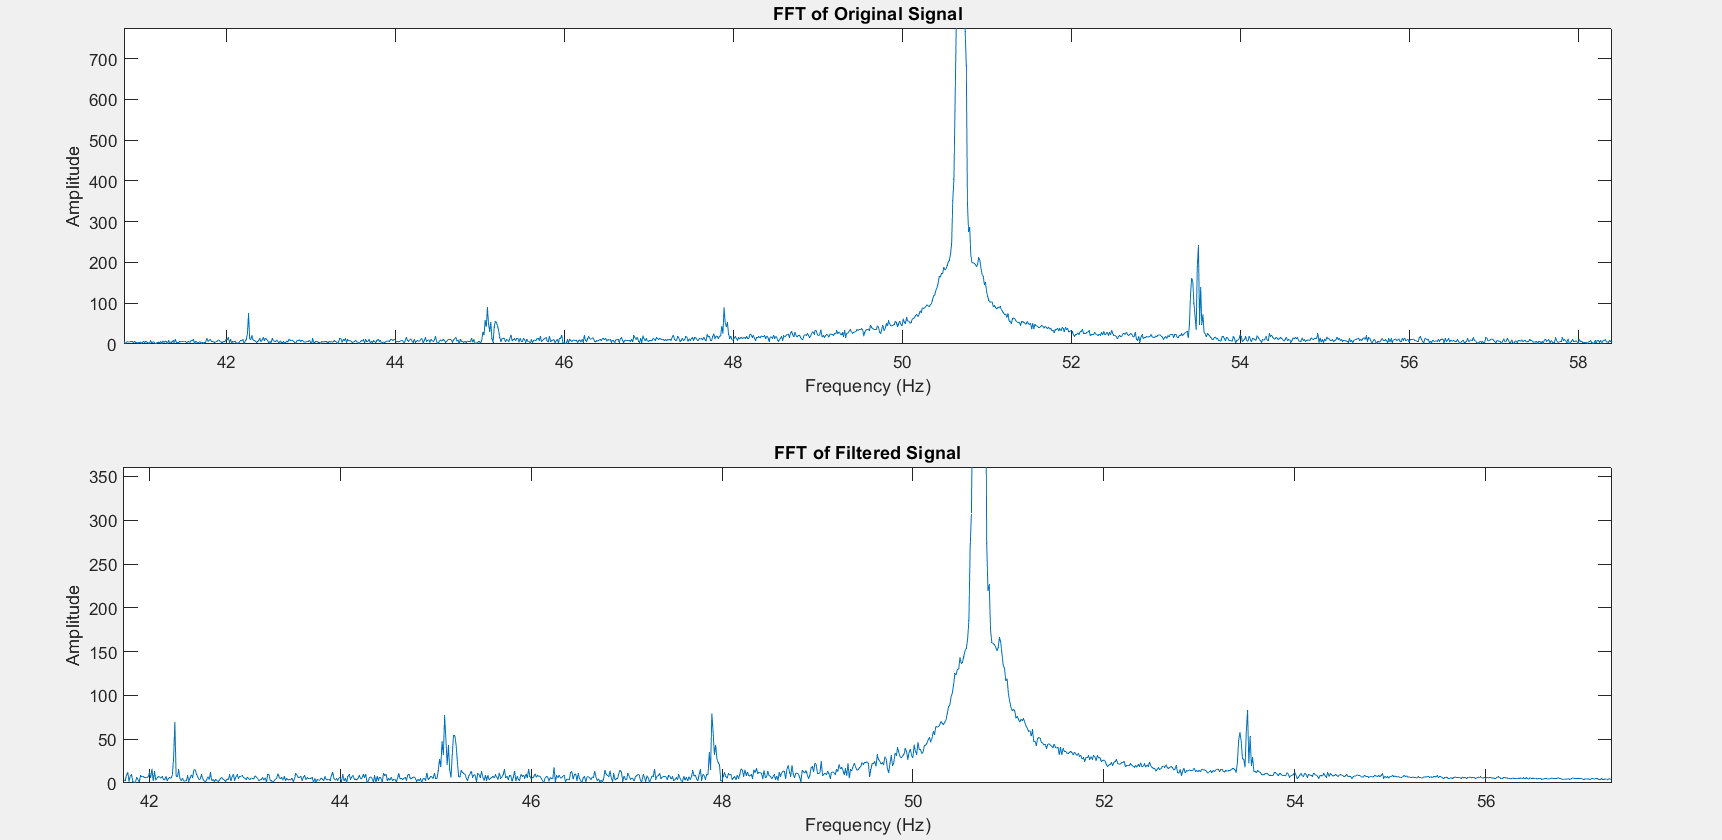 FFT of Original Signal
700
600
500
400
300
200
100
0
Amplitude
42 44 46 48 50 52 54 56 58
Frequency (Hz)
FFT of Filtered Signal
350
300
250
200
150
100
50
0
Amplitude
42 44 46 48 50 52 54 56
Frequency (Hz)